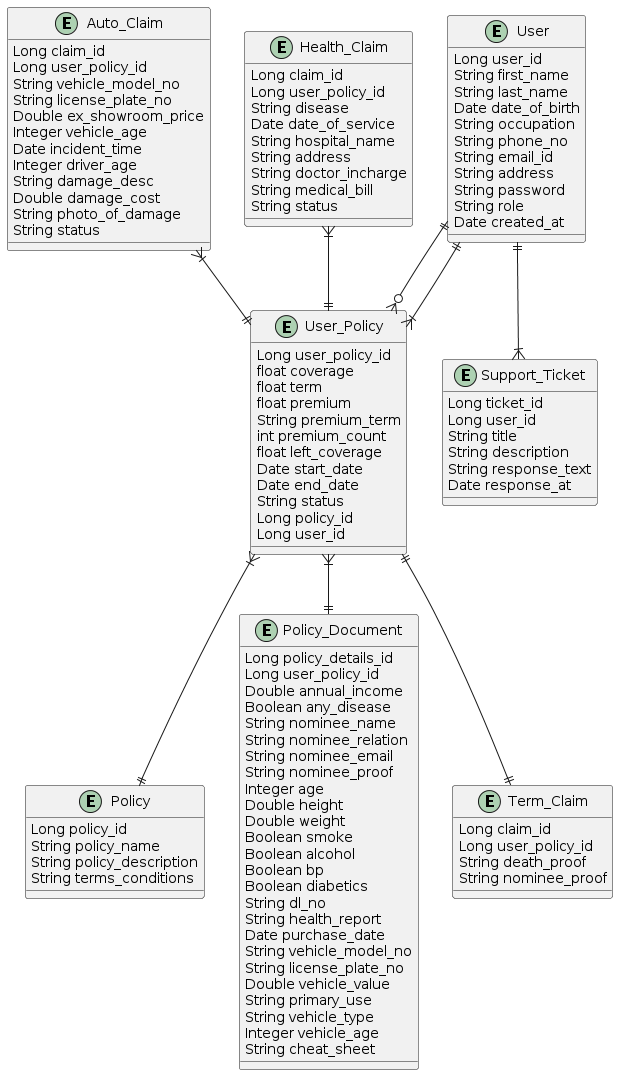 E Auto_Claim
Long claim_id
Long user_policy_id
String vehicle_model_no
String license_plate_no
Double ex_showroom_price
Integer vehicle_age
Date incident_time
Integer driver_age
String damage_desc
Double damage_cost
String photo_of_damage
String status
E Health_Claim
Long claim_id
Long user_policy_id
String disease
Date date_of_service
String hospital_name
String address
String doctor_incharge
String medical_bill
String status
E User
Long user_id
String first_name
String last_name
Date date_of_birth
String occupation
String phone_no
String email_id
String address
String password
String role
Date created_at
E User_Policy
Long user_policy_id
float coverage
float term
float premium
String premium_term
int premium_count
float left_coverage
Date start_date
Date end_date
String status
Long policy_id
Long user_id
E Support_Ticket
Long ticket_id
Long user_id
String title
String description
String response_text
Date response_at
E Policy
Long policy_id
String policy_name
String policy_description
String terms_conditions
E Policy_Document
Long policy_details_id
Long user_policy_id
Double annual_income
Boolean any_disease
String nominee_name
String nominee_relation
String nominee_email
String nominee_proof
Integer age
Double height
Double weight
Boolean smoke
Boolean alcohol
Boolean bp
Boolean diabetics
String dl_no
String health_report
Date purchase_date
String vehicle_model_no
String license_plate_no
Double vehicle_value
String primary_use
String vehicle_type
Integer vehicle_age
String cheat_sheet
E Term_Claim
Long claim_id
Long user_policy_id
String death_proof
String nominee_proof